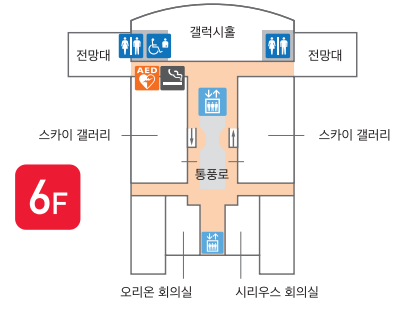 갤럭시홀
전망대
전망대
AED
스카이 갤러리
스카이 갤러리
통풍로
6F
오리온 회의실
시리우스 회의실